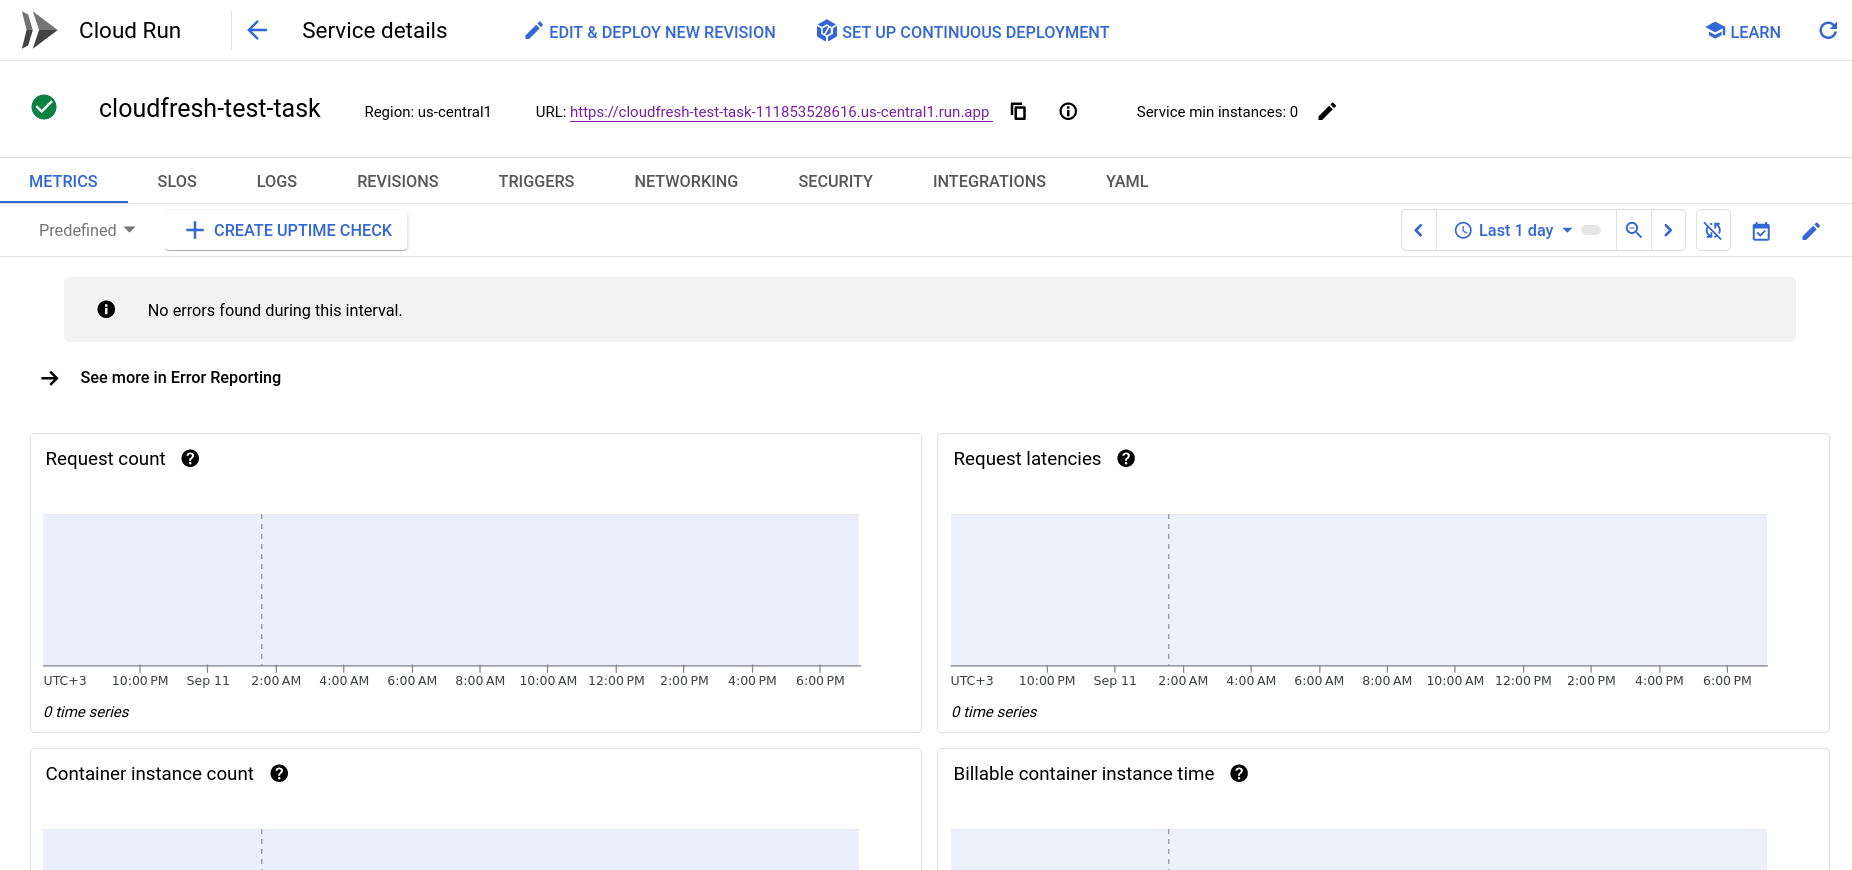 Cloud Run
Service details
EDIT & DEPLOY NEW REVISION
SET UP CONTINUOUS DEPLOYMENT
LEARN
cloudfresh-test-task
Region: us-central1
URL: https://cloudfresh-test-task-111853528616.us-central1.run.app
Service min instances: 0
METRICS
SLOS
LOGS
REVISIONS
TRIGGERS
NETWORKING
SECURITY
INTEGRATIONS
YAML
Predefined
CREATE UPTIME CHECK
Last 1 day
No errors found during this interval.
See more in Error Reporting
Request count
UTC+3 10:00 PM Sep 11 2:00 AM 4:00 AM 6:00 AM 8:00 AM 10:00 AM 12:00 PM 2:00 PM 4:00 PM 6:00 PM
0 time series
Request latencies
UTC+3 10:00 PM Sep 11 2:00 AM 4:00 AM 6:00 AM 8:00 AM 10:00 AM 12:00 PM 2:00 PM 4:00 PM 6:00 PM
0 time series
Container instance count
Billable container instance time